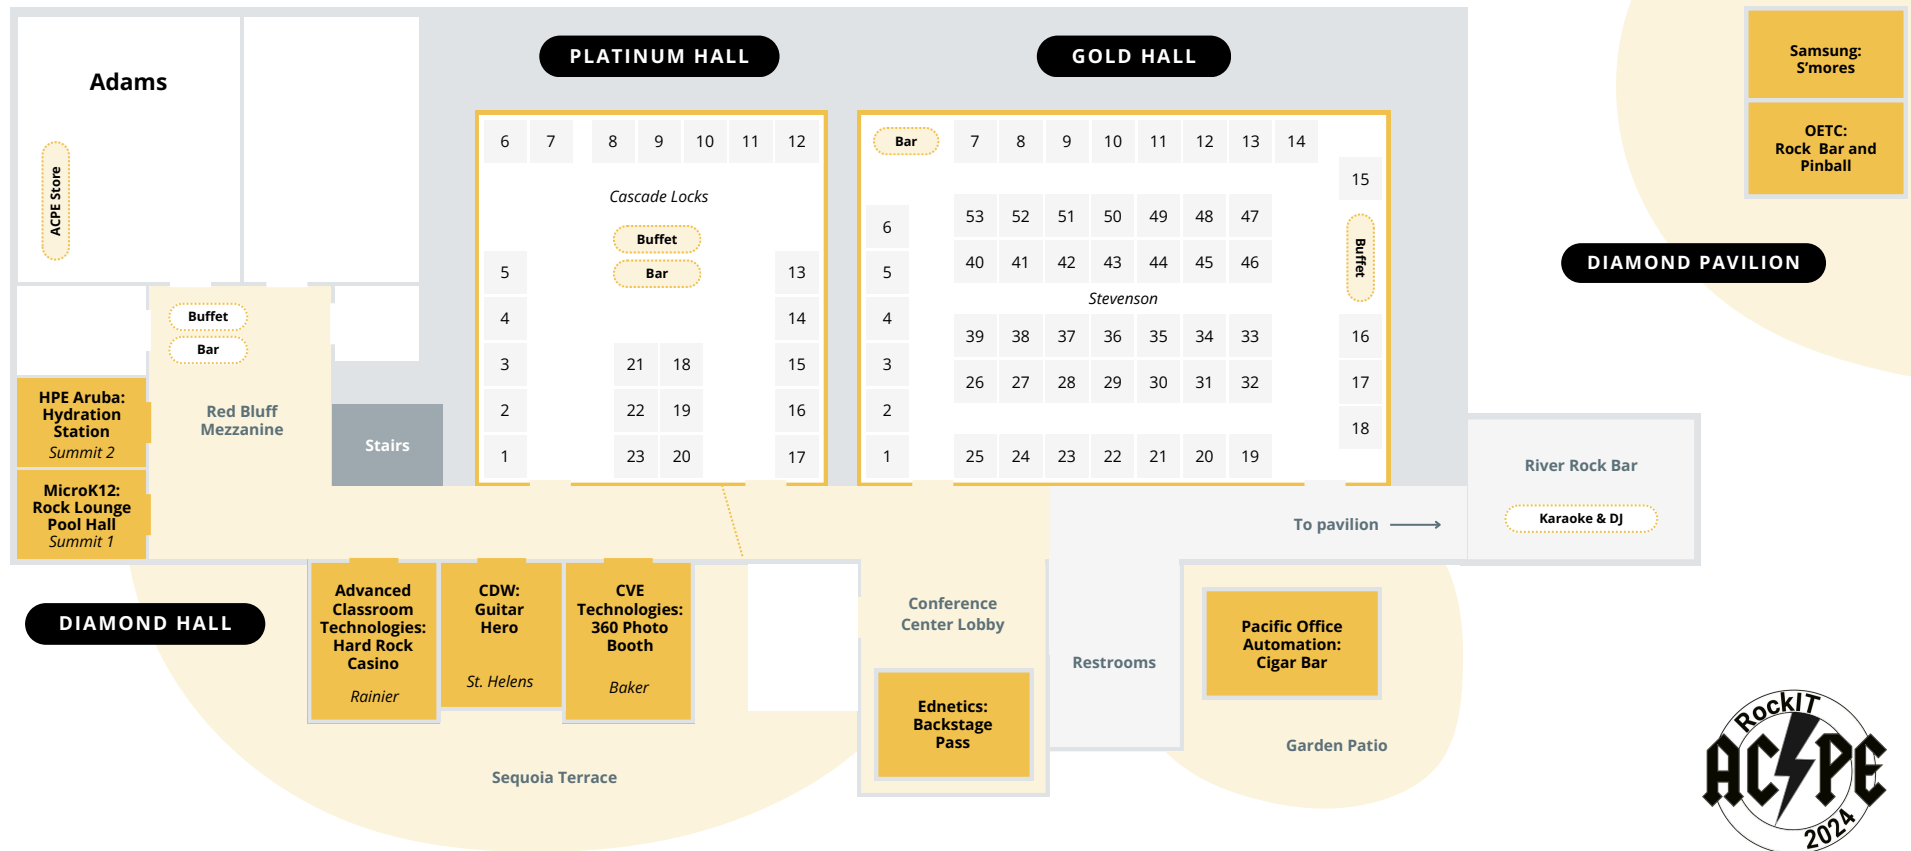 PLATINUM HALL
GOLD HALL
Adams
ACPE Store
Buffet
Bar
Red Bluff
Mezzanine
HPE Aruba:
Hydration
Station
Summit 2
MicroK12:
Rock Lounge
Pool Hall
Summit 1
Stairs
6 7 8 9 10 11 12
Cascade Locks
Buffet
Bar
5 13
4 14
3 21 18 15
2 22 19 16
1 23 20 17
Bar 7 8 9 10 11 12 13 14
15
6 53 52 51 50 49 48 47
Buffet
5 40 41 42 43 44 45 46
Stevenson
4 39 38 37 36 35 34 33 16
3 26 27 28 29 30 31 32 17
2 18
1 25 24 23 22 21 20 19
Samsung:
S'mores
OETC:
Rock Bar and
Pinball
DIAMOND PAVILION
River Rock Bar
Karaoke & DJ
To pavilion
DIAMOND HALL
Advanced
Classroom
Technologies:
Hard Rock
Casino
Rainier
CDW:
Guitar
Hero
St. Helens
CVE
Technologies:
360 Photo
Booth
Baker
Sequoia Terrace
Conference
Center Lobby
Ednetics:
Backstage
Pass
Restrooms
Pacific Office
Automation:
Cigar Bar
Garden Patio
RockIT
AC PE
2024